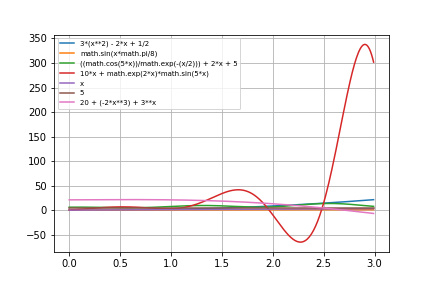 350
300
250
200
150
100
50
0
−50
0.0 0.5 1.0 1.5 2.0 2.5 3.0
3*(x**2) - 2*x + 1/2
math.sin(x*math.pi/8)
((math.cos(5*x))/math.exp(-(x/2))) + 2*x + 5
10*x + math.exp(2*x)*math.sin(5*x)
x
5
20 + (-2*x**3) + 3**x